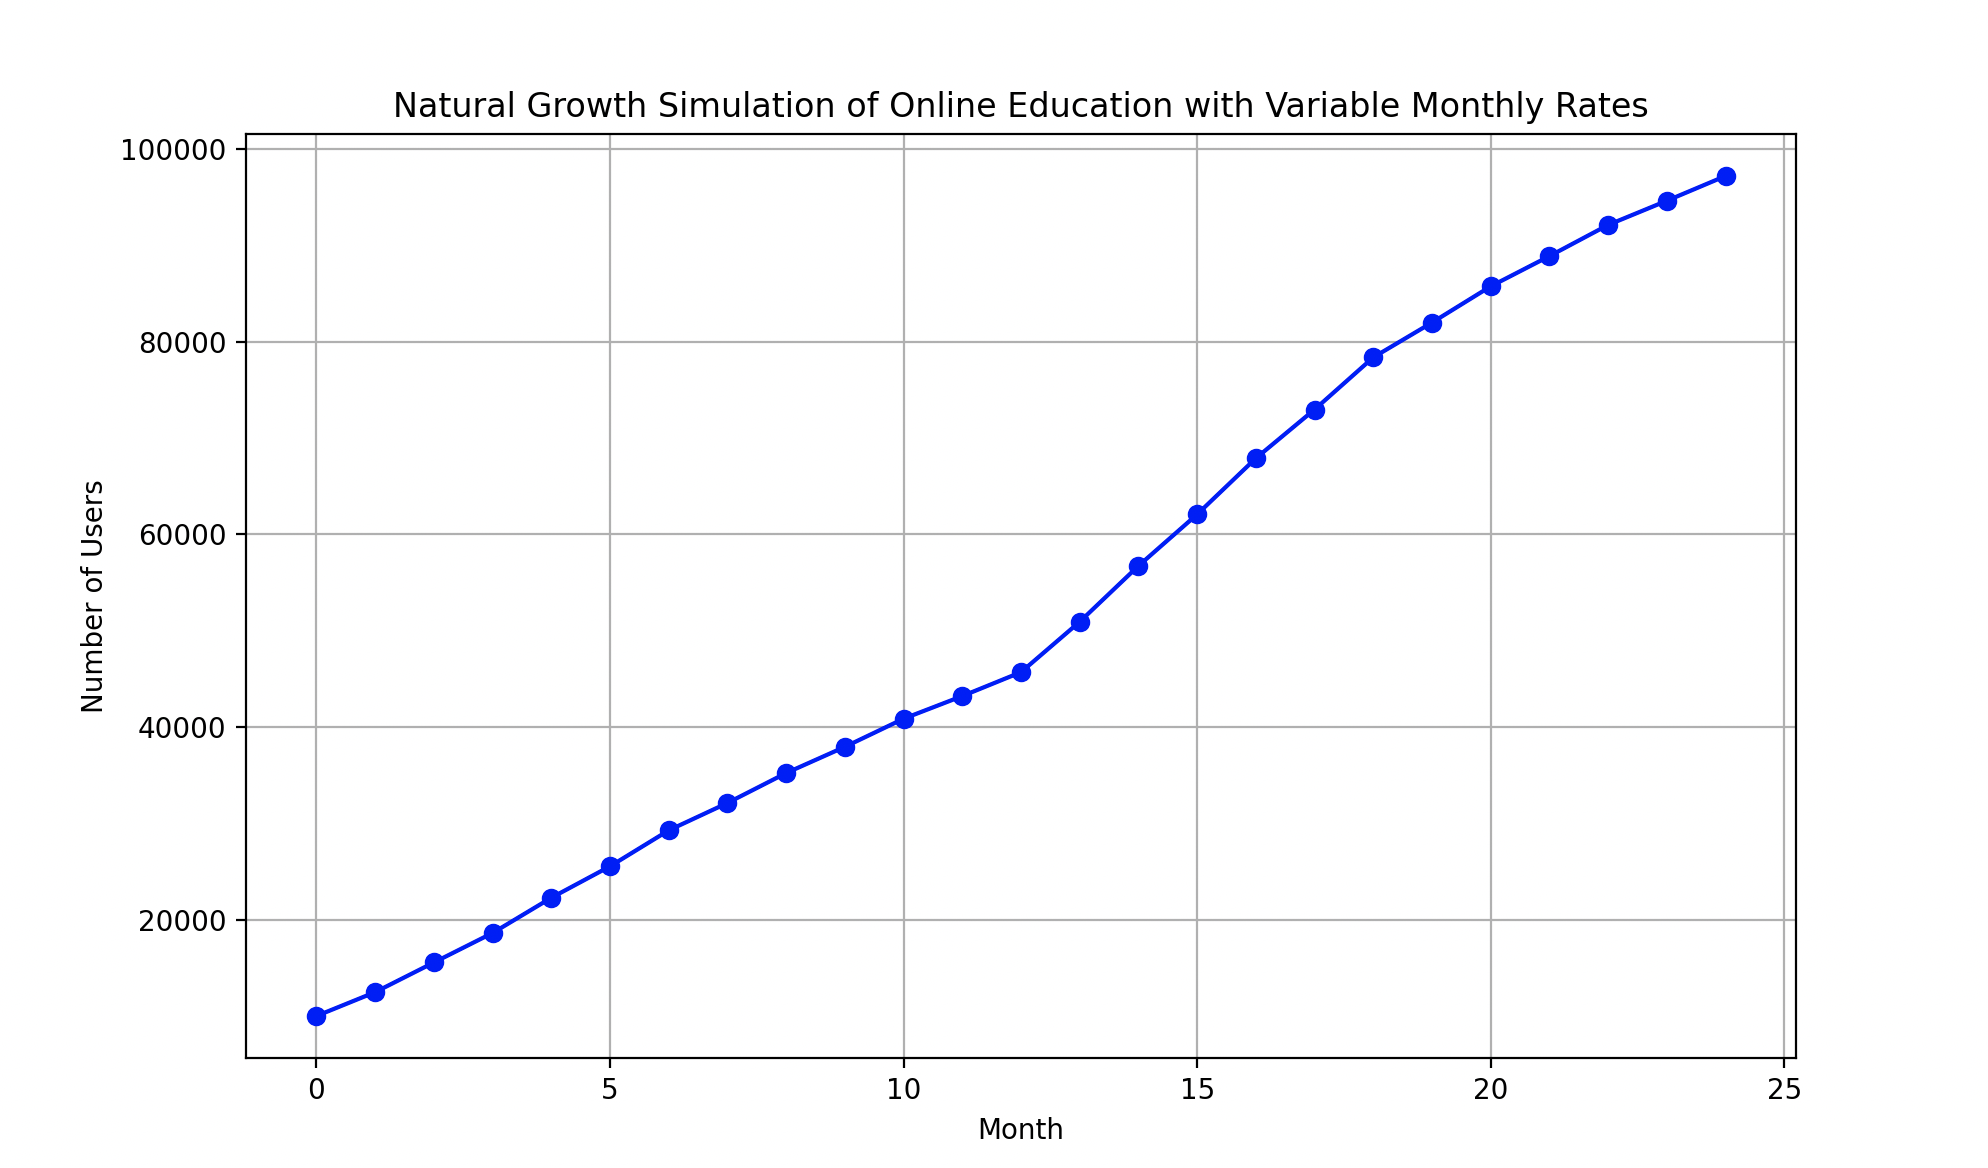 Natural Growth Simulation of Online Education with Variable Monthly Rates
100000
80000
60000
40000
20000
Number of Users
0 5 10 15 20 25
Month